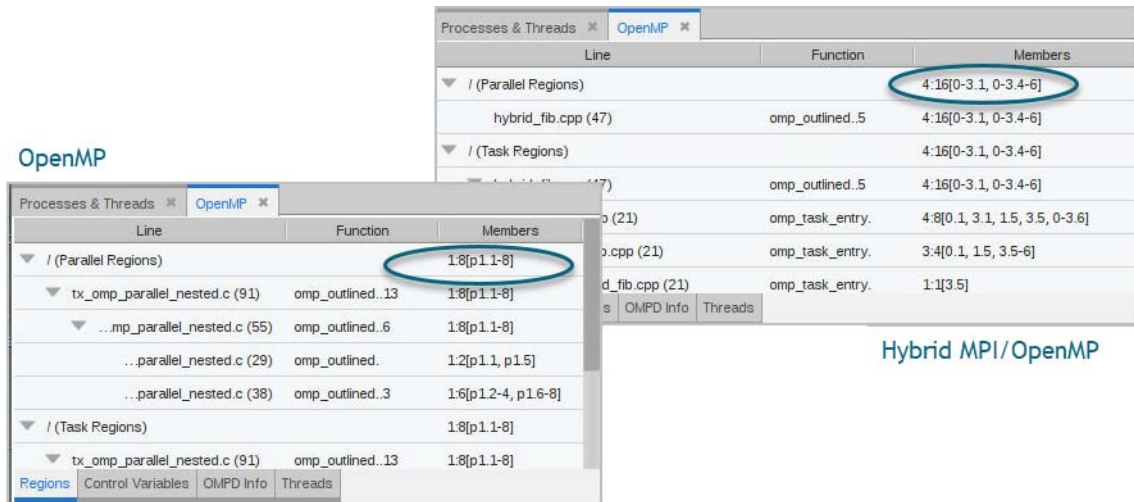 Processes & Threads OpenMP
Line Function Members
/ (Parallel Regions) 4:16[0-3.1, 0-3.4-6]
hybrid_fib.cpp (47) omp_outlined..5 4:16[0-3.1, 0-3.4-6]
/ (Task Regions) 4:16[0-3.1, 0-3.4-6]
omp_outlined..5 4:16[0-3.1, 0-3.4-6]
(21) omp_task_entry. 4:8[0.1, 3.1, 1.5, 3.5, 0-3.6]
o.cpp (21) omp_task_entry. 3:4[0.1, 1.5, 3.5-6]
d_fib.cpp (21) omp_task_entry. 1:1[3.5]
s OMPD Info Threads
Hybrid MPI/OpenMP
OpenMP
Processes & Threads OpenMP
Line Function Members
/ (Parallel Regions) 1:8[p1.1-8]
tx_omp_parallel_nested.c (91) omp_outlined..13 1:8[p1.1-8]
...mp_parallel_nested.c (55) omp_outlined..6 1:8[p1.1-8]
...parallel_nested.c (29) omp_outlined. 1:2[p1.1, p1.5]
...parallel_nested.c (38) omp_outlined..3 1:6[p1.2-4, p1.6-8]
/ (Task Regions) 1:8[p1.1-8]
tx_omp_parallel_nested.c (91) omp_outlined..13 1:8[p1.1-8]
Regions Control Variables OMPD Info Threads